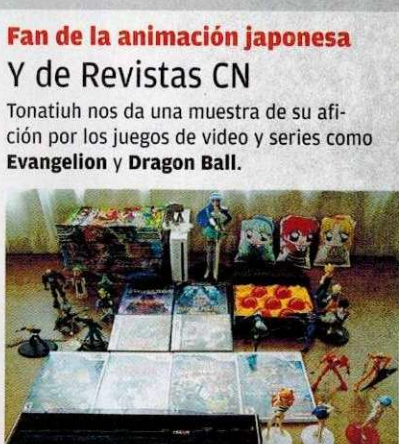 Fan de la animación japonesa
Y de Revistas CN
Tonatiuh nos da una muestra de su afi-
ción por los juegos de video y series como
Evangelion y Dragon Ball.